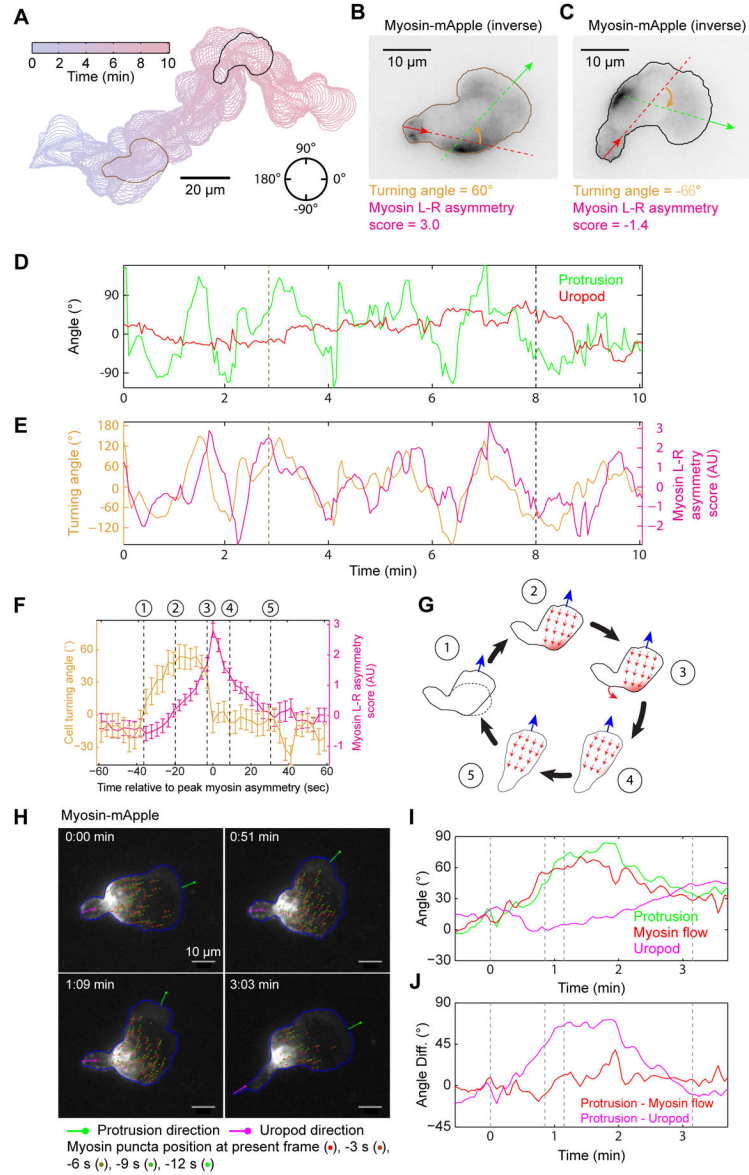 A
0 2 4 6 8 10
Time (min)
20 µm
90°
180° 0°
-90°
B
Myosin-mApple (inverse)
10 µm
Turning angle = 60°
Myosin L-R asymmetry
score = 3.0
C
Myosin-mApple (inverse)
10 µm
Turning angle = -66°
Myosin L-R asymmetry
score = -1.4
D
Protrusion
Uropod
Angle (°)
90
0
-90
0 2 4 6 8 10
E
Turning angle (°)
180
120
60
0
−60
−120
3
2
1
0
-1
-2
Myosin L-R
asymmetry
score (AU)
0 2 4 6 8 10
Time (min)
F
1 2 3 4 5
Cell turning angle (°)
60
30
0
−30
3
2
1
0
-1
Myosin L-R asymmetry
score (AU)
−60 −40 −20 0 20 40 60
Time relative to peak myosin asymmetry (sec)
G
1
2
3
4
5
H
Myosin-mApple
0:00 min
10 µm
0:51 min
1:09 min
3:03 min
Protrusion direction Uropod direction
Myosin puncta position at present frame (•), -3 s (•),
-6 s (•), -9 s (•), -12 s (•)
I
Angle (°)
90
60
30
0
−30
Protrusion
Myosin flow
Uropod
0 1 2 3
Time (min)
J
Angle Diff. (°)
90
45
0
−45
Protrusion - Myosin flow
Protrusion - Uropod
0 1 2 3
Time (min)